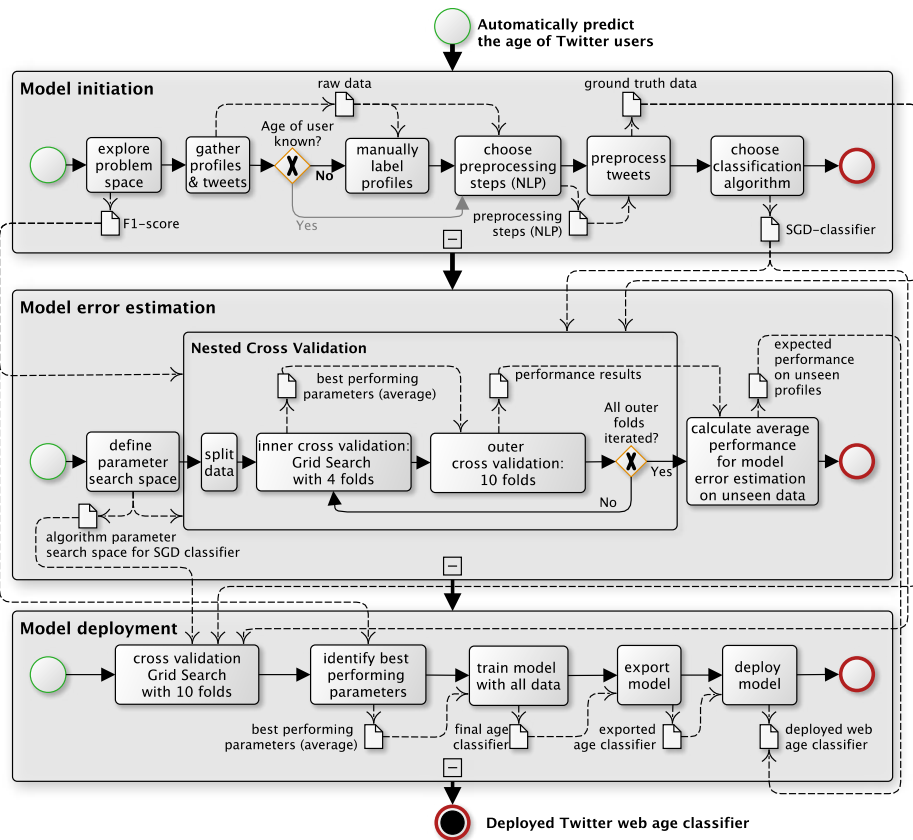 Automatically predict
the age of Twitter users
Model initiation
raw data
ground truth data
Age of user
known?
explore
problem
space
gather
profiles
& tweets
No
manually
label
profiles
choose
preprocessing
steps (NLP)
preprocess
tweets
choose
classification
algorithm
Yes
F1-score
preprocessing
steps (NLP)
SGD-classifier
Model error estimation
Nested Cross Validation
expected
performance
on unseen
profiles
best performing
parameters (average)
performance results
All outer
folds
iterated?
define
parameter
search space
split
data
inner cross validation:
Grid Search
with 4 folds
outer
cross validation:
10 folds
Yes
No
calculate average
performance
for model
error estimation
on unseen data
algorithm parameter
search space for SGD classifier
Model deployment
cross validation
Grid Search
with 10 folds
identify best
performing
parameters
train model
with all data
export
model
deploy
model
best performing
parameters (average)
final age
classifier
exported
age classifier
deployed web
age classifier
Deployed Twitter web age classifier